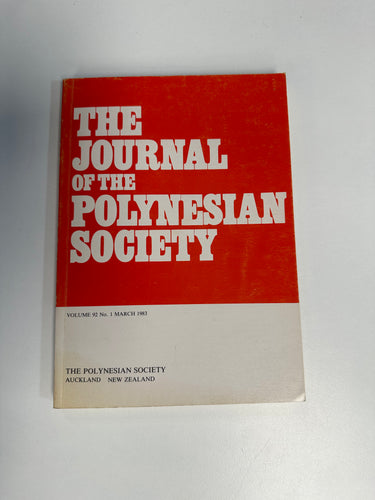 THE
JOURNAL
OF THE
POLYNESIAN
SOCIETY
VOLUME 92 No. 1 MARCH 1983
THE POLYNESIAN SOCIETY
AUCKLAND NEW ZEALAND